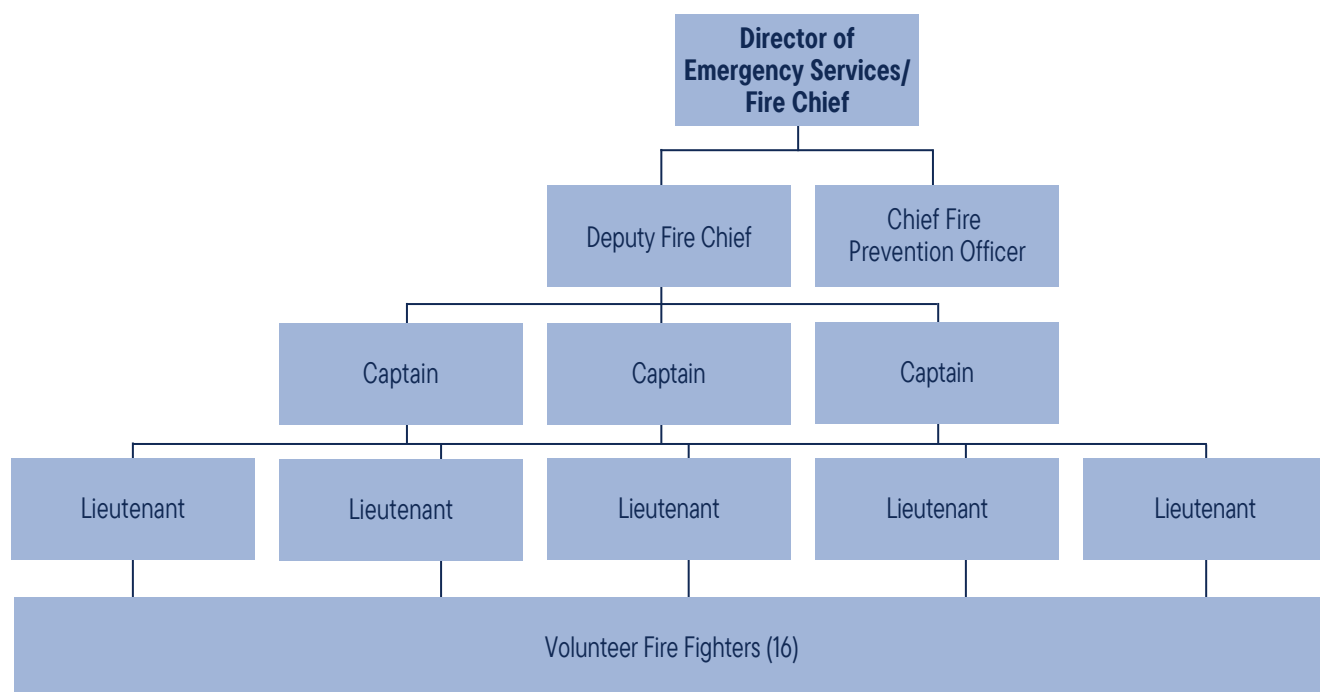 Director of
Emergency Services/
Fire Chief
Deputy Fire Chief
Chief Fire
Prevention Officer
Captain
Captain
Captain
Lieutenant
Lieutenant
Lieutenant
Lieutenant
Lieutenant
Volunteer Fire Fighters (16)